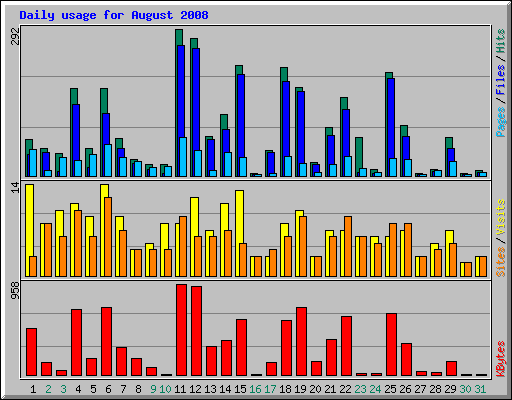 Daily usage for August 2008
292
14
958
Pages / Files / Hits
Sites / Visits
KBytes
1 2 3 4 5 6 7 8 9 10 11 12 13 14 15 16 17 18 19 20 21 22 23 24 25 26 27 28 29 30 31